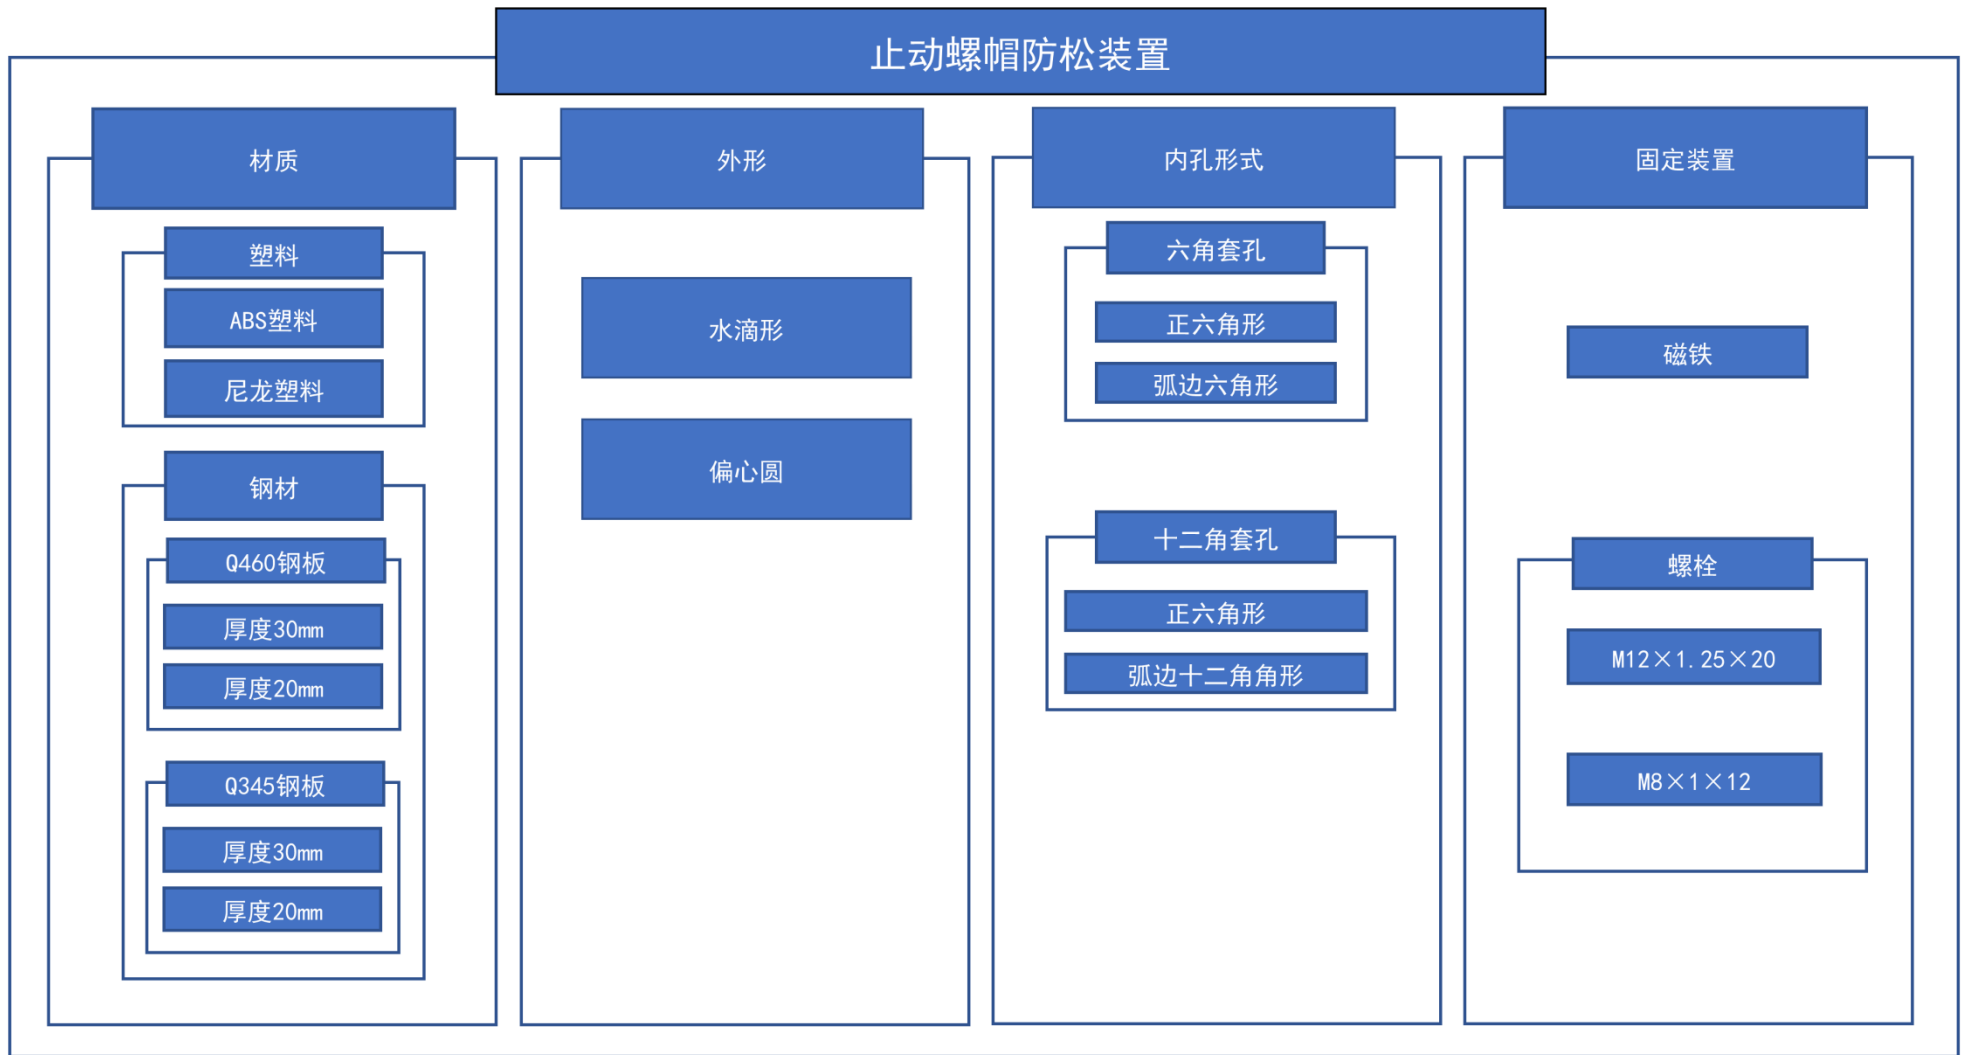 止动螺帽防松装置
材质
塑料
ABS塑料
尼龙塑料
钢材
Q460钢板
厚度30mm
厚度20mm
Q345钢板
厚度30mm
厚度20mm
外形
水滴形
偏心圆
内孔形式
六角套孔
正六角形
弧边六角形
十二角套孔
正六角形
弧边十二角角形
固定装置
磁铁
螺栓
M12×1.25×20
M8×1×12